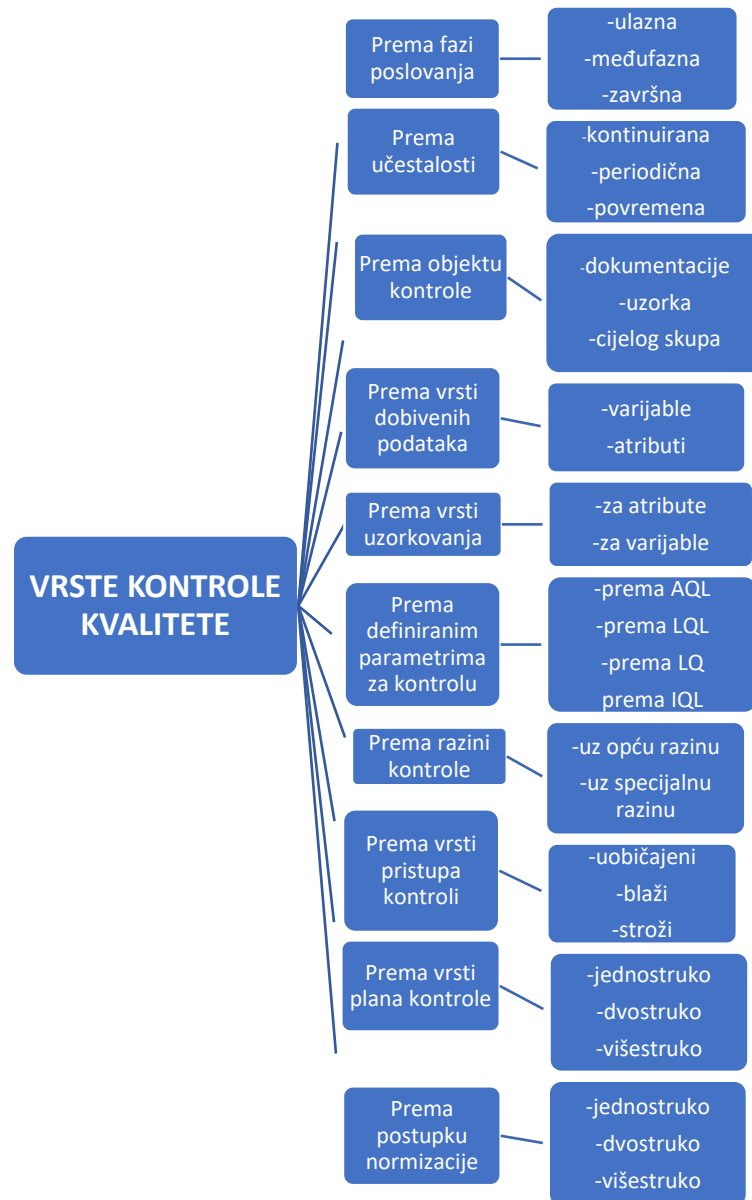 Prema fazi
poslovanja
-ulazna
-međufazna
-završna
Prema
učestalosti
-kontinuirana
-periodična
-povremena
Prema objektu
kontrole
-dokumentacije
-uzorka
-cijelog skupa
Prema vrsti
dobivenih
podataka
-varijable
-atributi
Prema vrsti
uzorkovanja
-za atribute
-za varijable
VRSTE KONTROLE
KVALITETE
Prema
definiranim
parametrima
za kontrolu
-prema AQL
-prema LQL
-prema LQ
prema IQL
Prema razini
kontrole
-uz opću razinu
-uz specijalnu
razinu
Prema vrsti
pristupa
kontroli
-uobičajeni
-blaži
-stroži
Prema vrsti
plana kontrole
-jednostruko
-dvostruko
-višestruko
Prema
postupku
normizacije
-jednostruko
-dvostruko
-višestruko